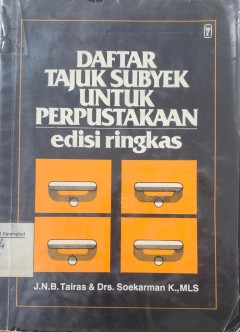 DAFTAR
TAJUK SUBYEK
UNTUK
PERPUSTAKAAN
edisi ringkas
J.N.B. Tairas & Drs. Soekarman K.,MLS